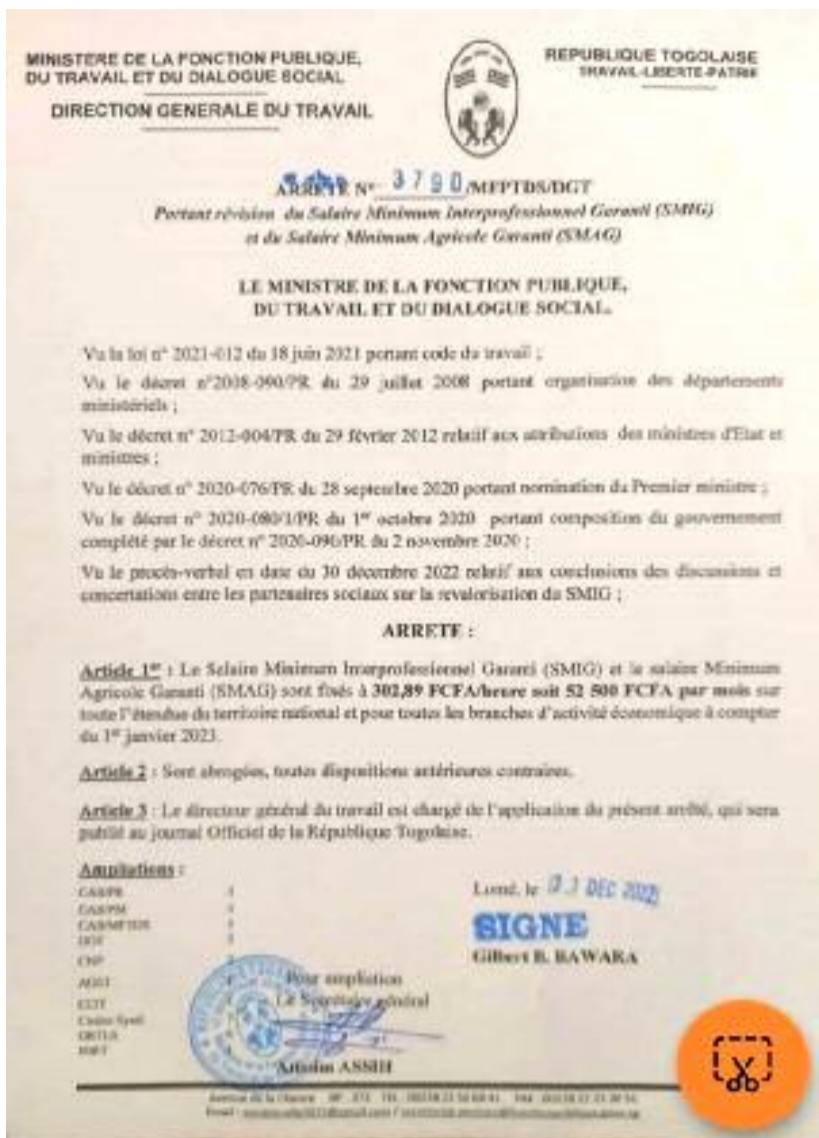 MINISTERE DE LA FONCTION PUBLIQUE,
DU TRAVAIL ET DU DIALOGUE SOCIAL
DIRECTION GENERALE DU TRAVAIL
REPUBLIQUE TOGOLAISE
TRAVAIL-LIBERTE-PATRIE
ARRETE N° 3790/MFPTDS/DGT
Portant révision du Salaire Minimum Interprofessionnel Garanti (SMIG)
et du Salaire Minimum Agricole Garanti (SMAG)
LE MINISTRE DE LA FONCTION PUBLIQUE,
DU TRAVAIL ET DU DIALOGUE SOCIAL,
Vu la loi n° 2021-012 du 18 juin 2021 portant code du travail ;
Vu le décret n°2008-090/PR du 29 juillet 2008 portant organisation des départements
ministériels ;
Vu le décret n° 2012-004/PR du 29 février 2012 relatif aux attributions des ministres d'Etat et
ministres ;
Vu le décret n° 2020-076/PR du 28 septembre 2020 portant nomination du Premier ministre ;
Vu le décret n° 2020-080/1/PR du 1er octobre 2020 portant composition du gouvernement
complété par le décret n° 2020-090/PR du 2 novembre 2020 ;
Vu le procès-verbal en date du 30 décembre 2022 relatif aux conclusions des discussions et
concertations entre les partenaires sociaux sur la revalorisation du SMIG ;
ARRETE :
Article 1er : Le Salaire Minimum Interprofessionnel Garanti (SMIG) et le salaire Minimum
Agricole Garanti (SMAG) sont fixés à 302,89 FCFA/heure soit 52 500 FCFA par mois sur
toute l'étendue du territoire national et pour toutes les branches d'activité économique à compter
du 1er janvier 2023.
Article 2 : Sont abrogées, toutes dispositions antérieures contraires.
Article 3 : Le directeur général du travail est chargé de l'application du présent arrêté, qui sera
publié au journal Officiel de la République Togolaise.
Ampliations :
CAB/PR
CAB/PM
CAB/MFPTDS
DGT
CNP
Lomé, le DEC 2022
SIGNE
Gilbert B. BAWARA
Pour ampliation
Le Secrétaire général
ASSIH